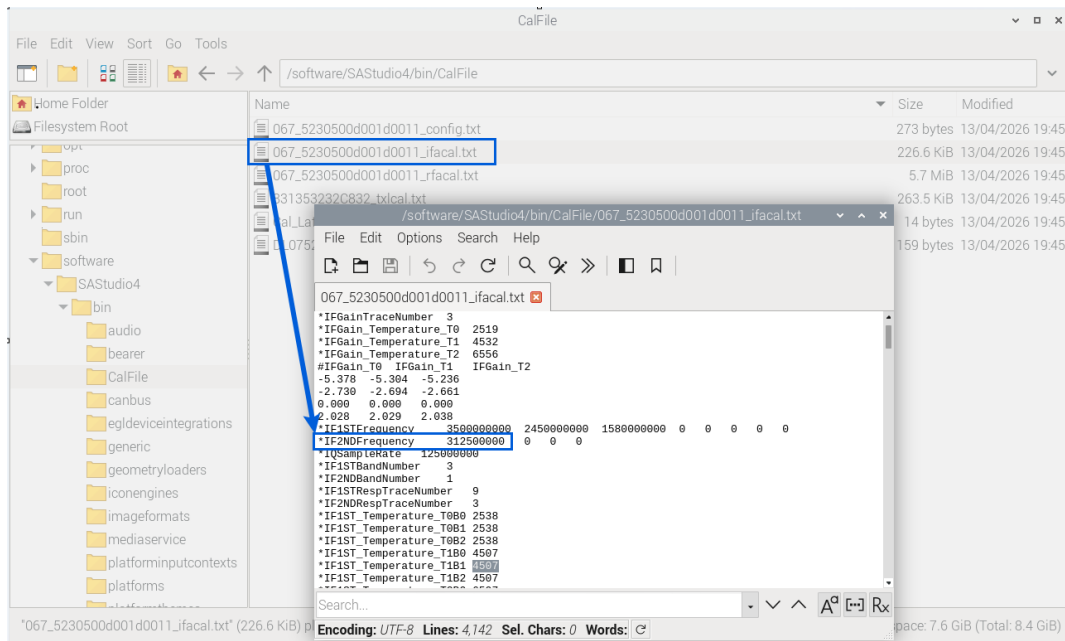 CalFile
File Edit View Sort Go Tools
/software/SAStudio4/bin/CalFile
Home Folder
Filesystem Root
opt
proc
root
run
sbin
software
SAStudio4
bin
audio
bearer
CalFile
canbus
egldeviceintegrations
generic
geometryloaders
iconengines
imageformats
mediaservice
platforminputcontexts
platforms
Name Size Modified
067_5230500d001d0011_config.txt 273 bytes 13/04/2026 19:45
067_5230500d001d0011_ifacal.txt 226.6 KiB 13/04/2026 19:45
067_5230500d001d0011_rfacal.txt 5.7 MiB 13/04/2026 19:45
831353232C832_txlcal.txt 263.5 KiB 13/04/2026 19:45
14 bytes 13/04/2026 19:45
159 bytes 13/04/2026 19:45
/software/SAStudio4/bin/CalFile/067_5230500d001d0011_ifacal.txt
File Edit Options Search Help
067_5230500d001d0011_ifacal.txt
*IFGainTraceNumber 3
*IFGain_Temperature_T0 2519
*IFGain_Temperature_T1 4532
*IFGain_Temperature_T2 6556
#IFGain_T0 IFGain_T1 IFGain_T2
-5.378 -5.304 -5.236
-2.730 -2.694 -2.661
0.000 0.000 0.000
2.028 2.029 2.038
*IF1STFrequency 3500000000 2450000000 1580000000 0 0 0 0 0
*IF2NDFrequency 312500000 0 0 0
*IQSampleRate 125000000
*IF1STBandNumber 3
*IF2NDBandNumber 1
*IF1STRespTraceNumber 9
*IF2NDRespTraceNumber 3
*IF1ST_Temperature_T0B0 2538
*IF1ST_Temperature_T0B1 2538
*IF1ST_Temperature_T0B2 2538
*IF1ST_Temperature_T1B0 4507
*IF1ST_Temperature_T1B1 4507
*IF1ST_Temperature_T1B2 4507
Search...
Encoding: UTF-8 Lines: 4,142 Sel. Chars: 0 Words:
"067_5230500d001d0011_ifacal.txt" (226.6 KiB) pl
pace: 7.6 GiB (Total: 8.4 GiB)